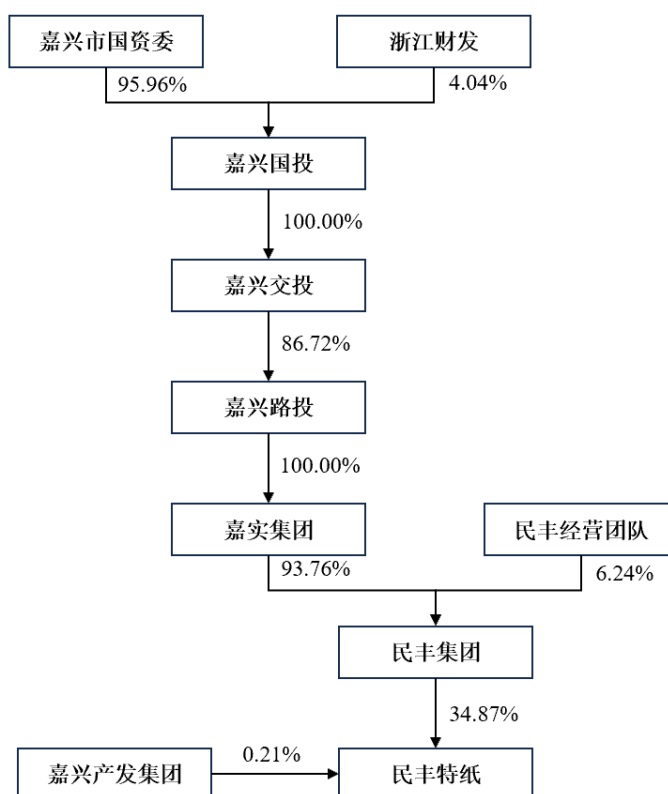 嘉兴市国资委
浙江财发
95.96%
4.04%
嘉兴国投
100.00%
嘉兴交投
86.72%
嘉兴路投
100.00%
嘉实集团
民丰经营团队
93.76%
6.24%
民丰集团
34.87%
嘉兴产发集团
0.21%
民丰特纸